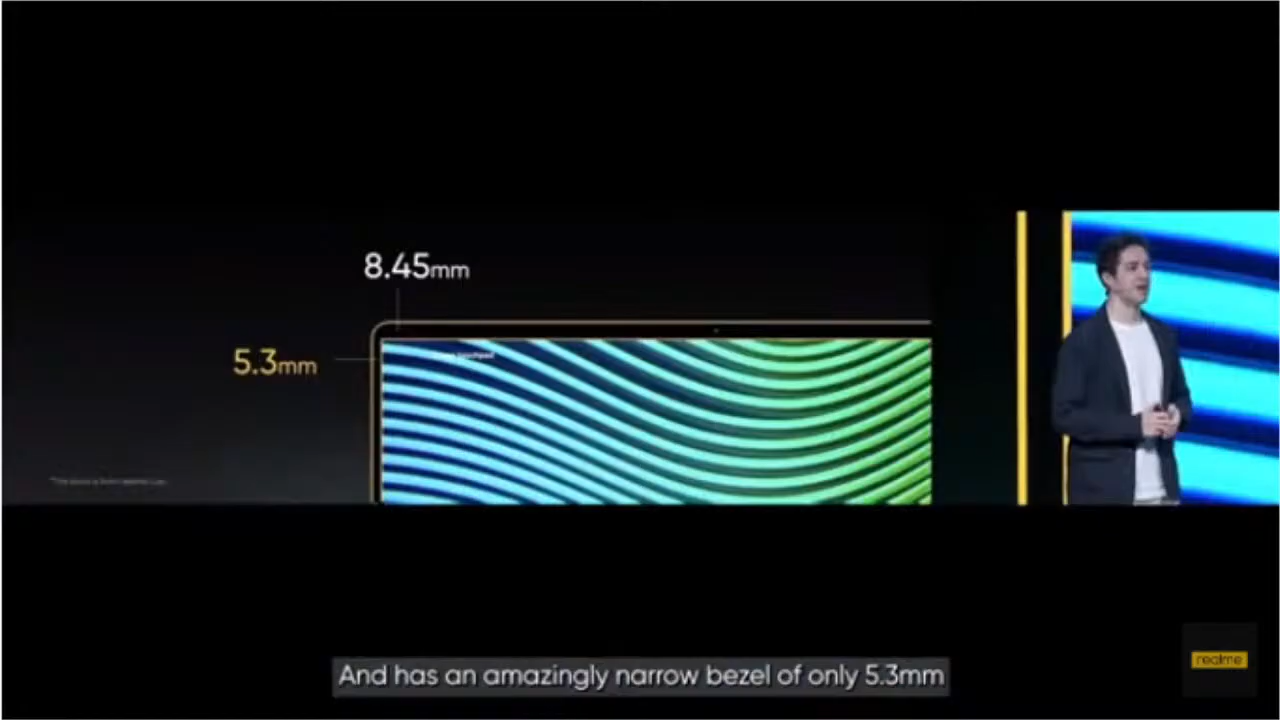 8.45mm
5.3mm
And has an amazingly narrow bezel of only 5.3mm
realme